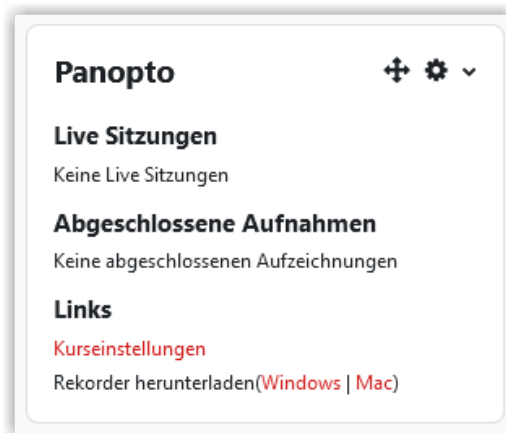 Panopto
Live Sitzungen
Keine Live Sitzungen
Abgeschlossene Aufnahmen
Keine abgeschlossenen Aufzeichnungen
Links
Kurseinstellungen
Rekorder herunterladen(Windows | Mac)